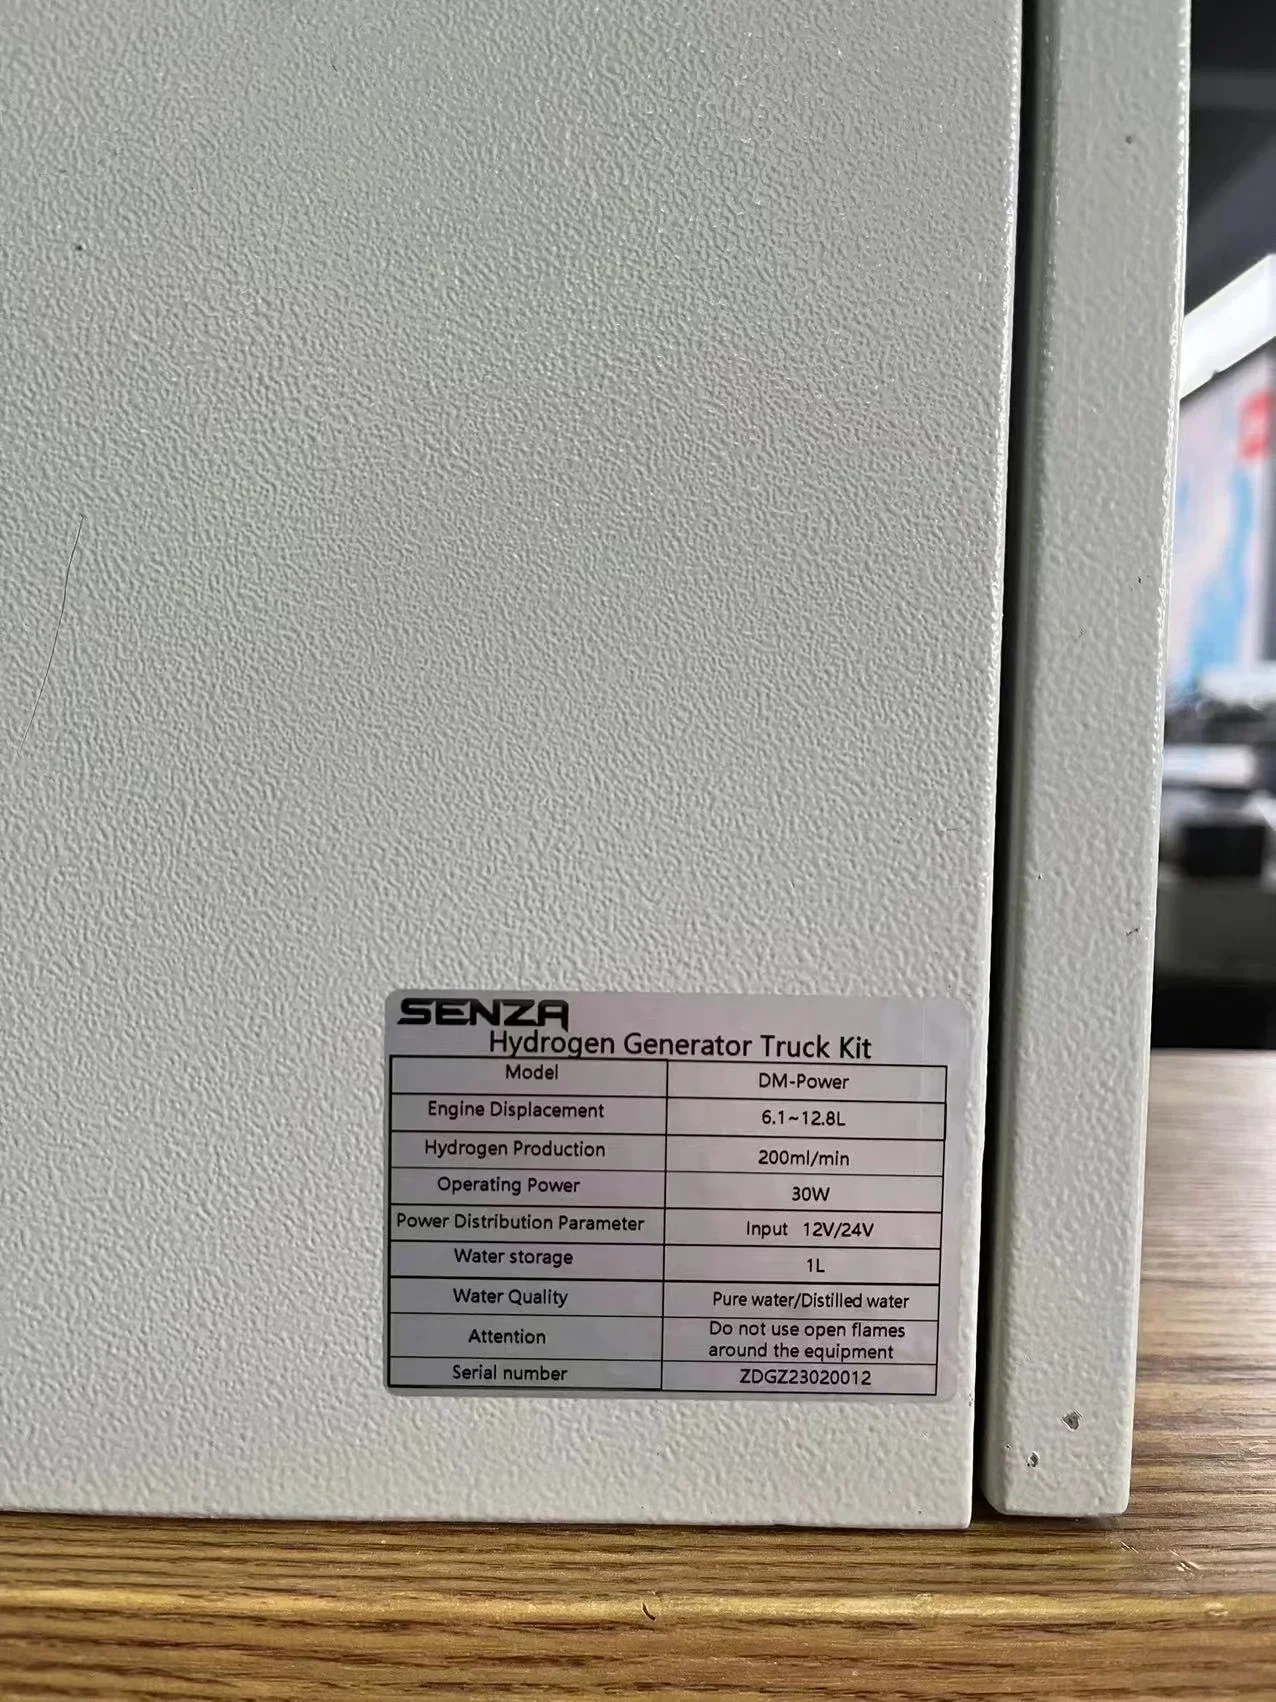 SENZA
Hydrogen Generator Truck Kit
Model DM-Power
Engine Displacement 6.1~12.8L
Hydrogen Production 200ml/min
Operating Power 30W
Power Distribution Parameter Input 12V/24V
Water storage 1L
Water Quality Pure water/Distilled water
Attention Do not use open flames
around the equipment
Serial number ZDGZ23020012